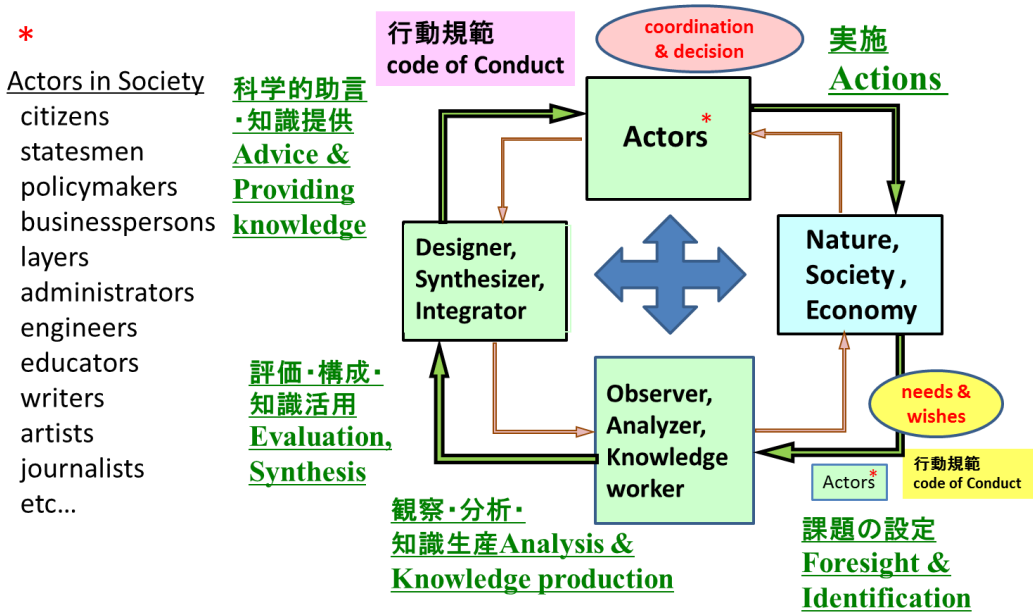 *
Actors in Society
citizens
statesmen
policymakers
businesspersons
layers
administrators
engineers
educators
writers
artists
journalists
etc…
行動規範
code of Conduct
coordination
& decision
実施
Actions
科学的助言
・知識提供
Advice &
Providing
knowledge
Actors*
Designer,
Synthesizer,
Integrator
Nature,
Society ,
Economy
評価・構成・
知識活用
Evaluation,
Synthesis
Observer,
Analyzer,
Knowledge
worker
needs &
wishes
Actors*
行動規範
code of Conduct
観察・分析・
知識生産Analysis &
Knowledge production
課題の設定
Foresight &
Identification